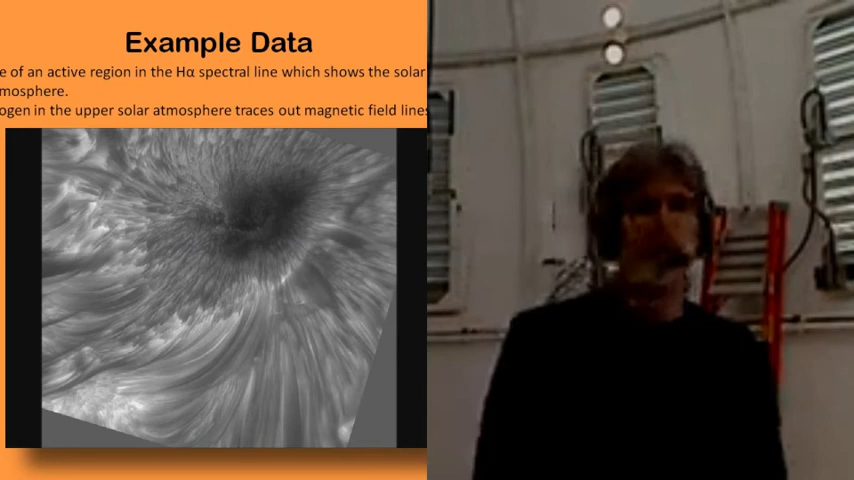 Example Data
e of an active region in the Hα spectral line which shows the solar
mosphere.
ogen in the upper solar atmosphere traces out magnetic field lines